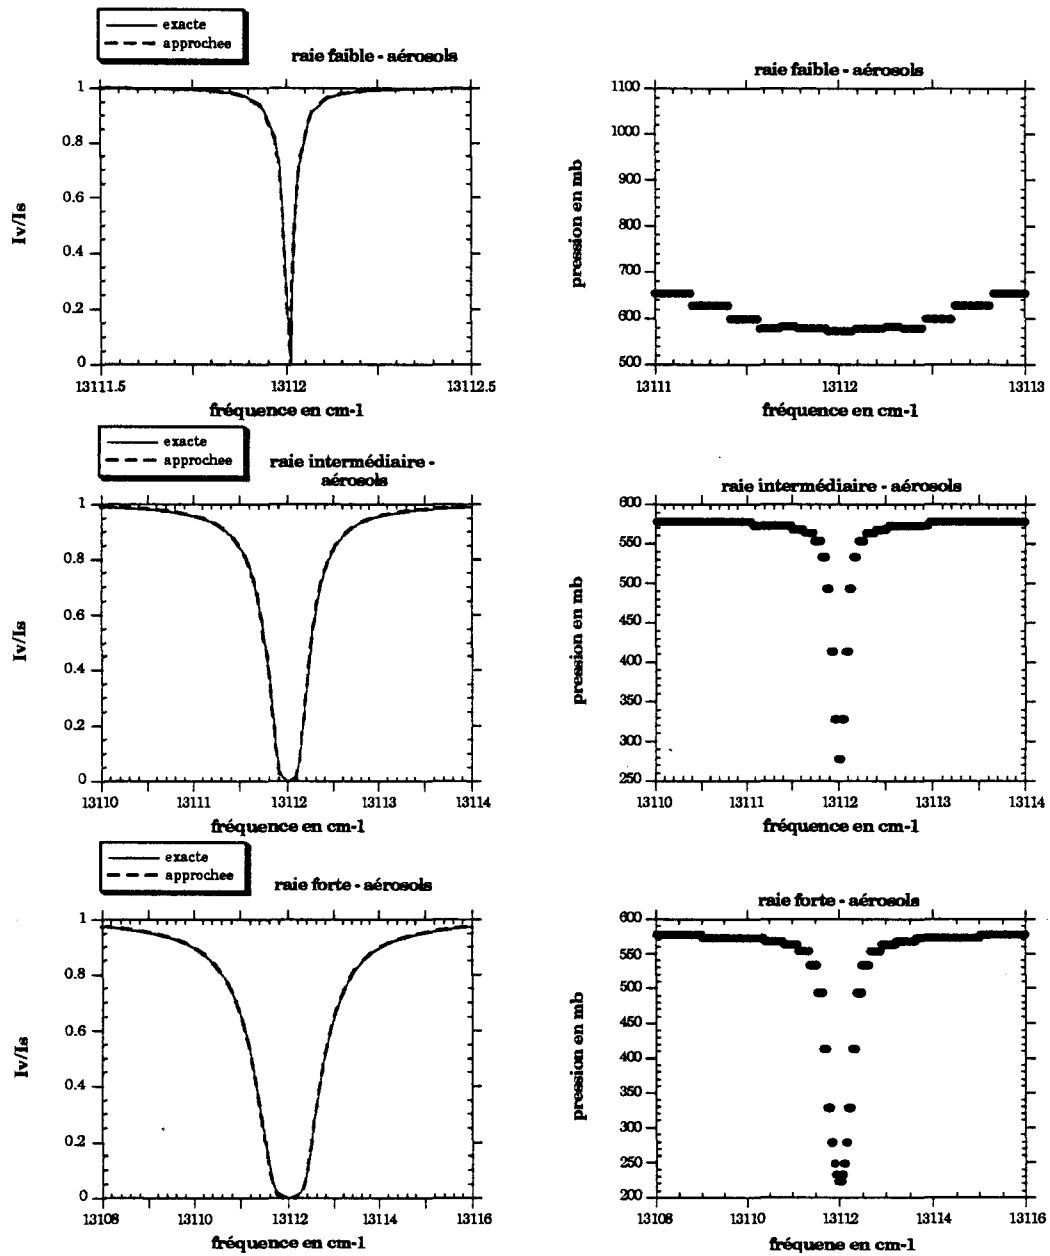 exacte
approchee
raie faible - aérosols
1
0.8
0.6
0.4
0.2
0
Iv/Is
13111.5
13112
13112.5
fréquence en cm-1
raie faible - aérosols
1100
1000
900
800
700
600
500
pression en mb
13111
13112
13113
fréquence en cm-1
exacte
approchee
raie intermédiaire -
aérosols
1
0.8
0.6
0.4
0.2
0
Iv/Is
13110
13111
13112
13113
13114
fréquence en cm-1
raie intermédiaire - aérosols
600
550
500
450
400
350
300
250
pression en mb
13110
13111
13112
13113
13114
fréquence en cm-1
exacte
approchee
raie forte - aérosols
1
0.8
0.6
0.4
0.2
0
Iv/Is
13108
13110
13112
13114
13116
fréquence en cm-1
raie forte - aérosols
600
550
500
450
400
350
300
250
200
pression en mb
13108
13110
13112
13114
13116
fréquene en cm-1